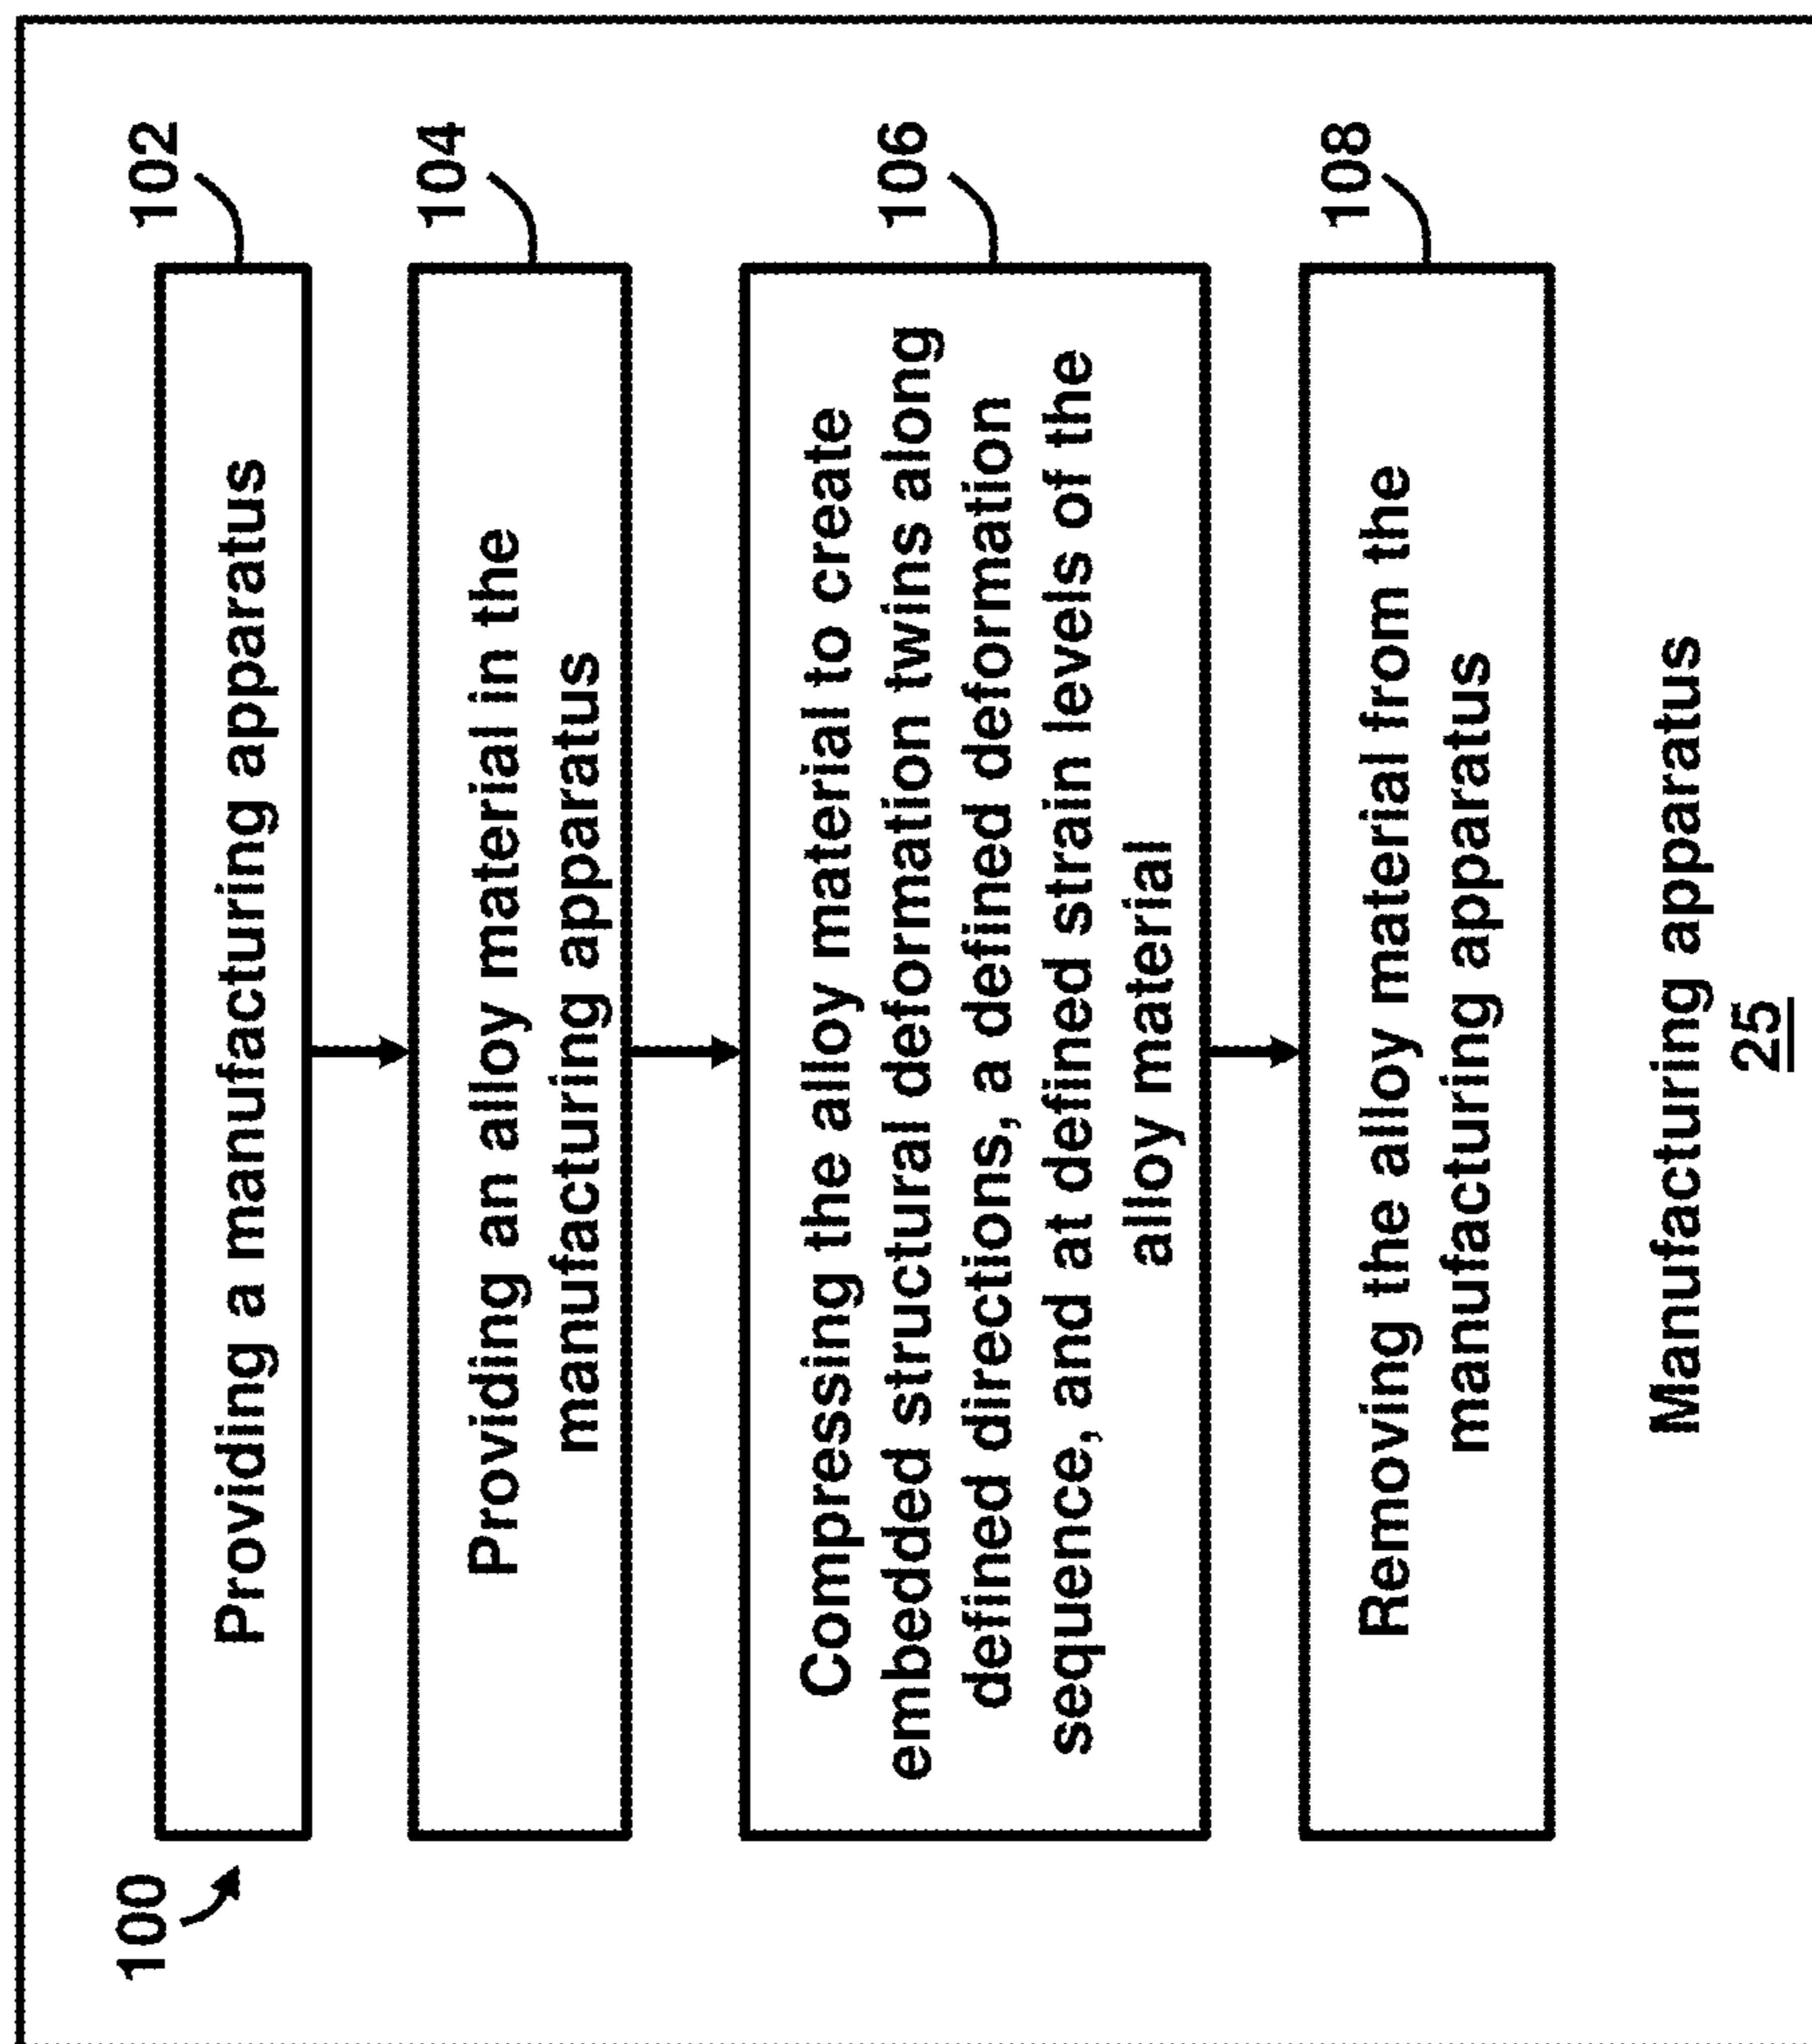 100
Providing a manufacturing apparatus
102
Providing an alloy material in the
manufacturing apparatus
104
Compressing the alloy material to create
embedded structural deformation twins along
defined directions, a defined deformation
sequence, and at defined strain levels of the
alloy material
106
Removing the alloy material from the
manufacturing apparatus
108
Manufacturing apparatus
25